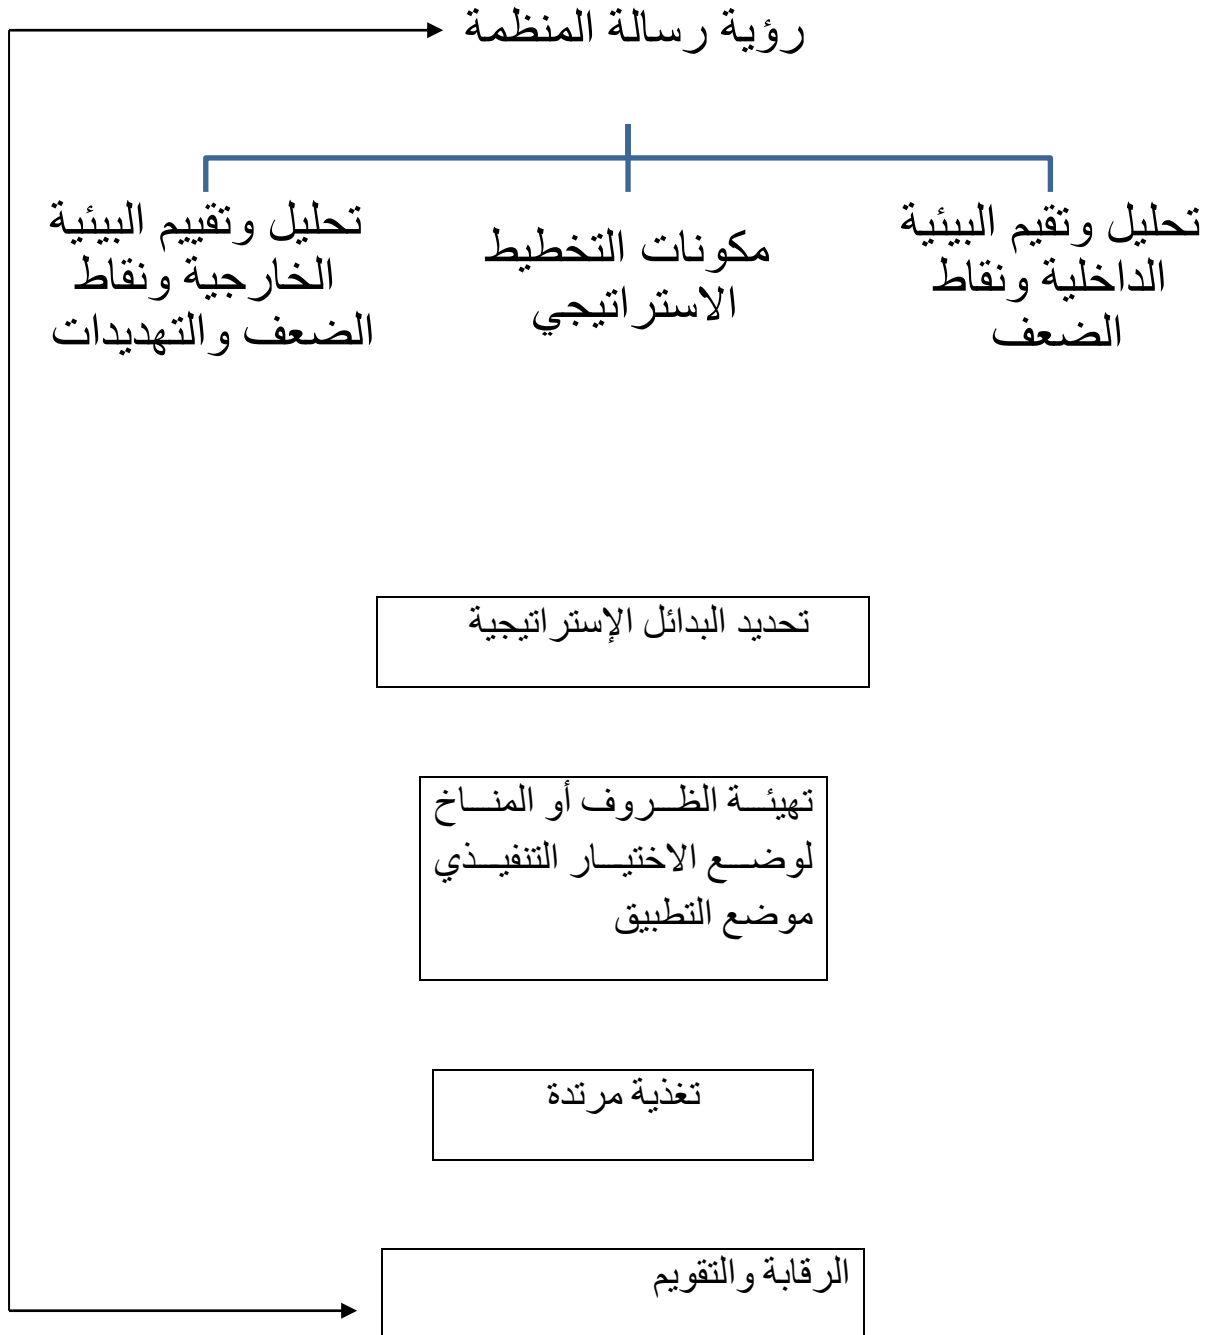 رؤية رسالة المنظمة
تحليل وتقيم البيئية
الداخلية ونقاط
الضعف
مكونات التخطيط
الاستراتيجي
تحليل وتقييم البيئية
الخارجية ونقاط
الضعف والتهديدات
تحديد البدائل الإستراتيجية
تهيئة الظروف أو المناخ
لوضع الاختيار التنفيذي
موضع التطبيق
تغذية مرتدة
الرقابة والتقويم